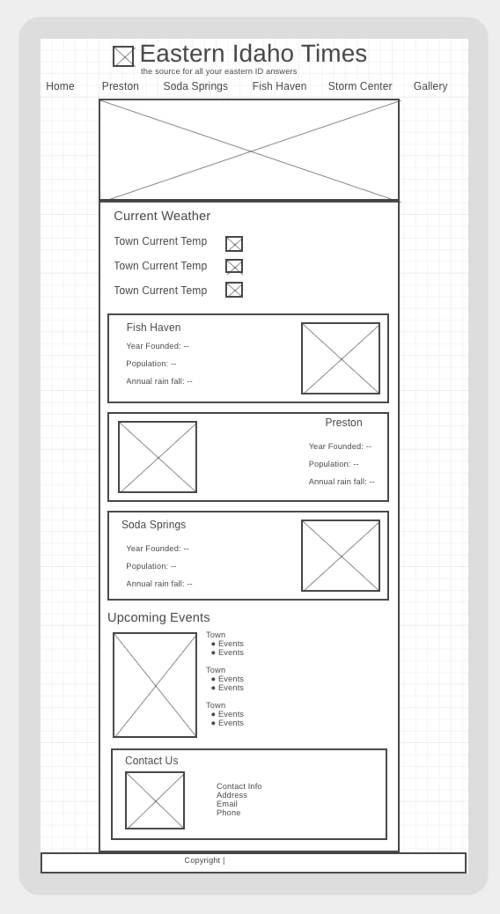 Eastern Idaho Times
the source for all your eastern ID answers
Home Preston Soda Springs Fish Haven Storm Center Gallery
Current Weather
Town Current Temp
Town Current Temp
Town Current Temp
Fish Haven
Year Founded: --
Population: --
Annual rain fall: --
Preston
Year Founded: --
Population: --
Annual rain fall: --
Soda Springs
Year Founded: --
Population: --
Annual rain fall: --
Upcoming Events
Town
● Events
● Events
Town
● Events
● Events
Town
● Events
● Events
Contact Us
Contact Info
Address
Email
Phone
Copyright |